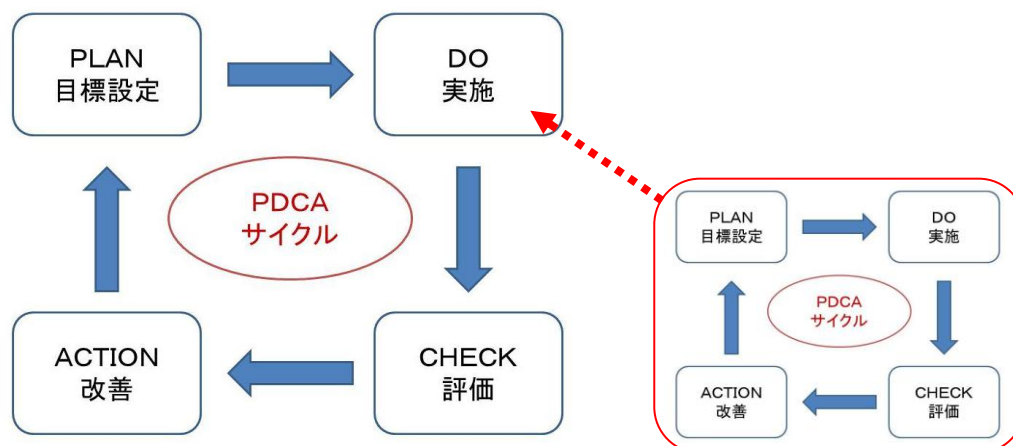 PLAN
目標設定
DO
実施
PDCA
サイクル
ACTION
改善
CHECK
評価
PLAN
目標設定
DO
実施
PDCA
サイクル
ACTION
改善
CHECK
評価